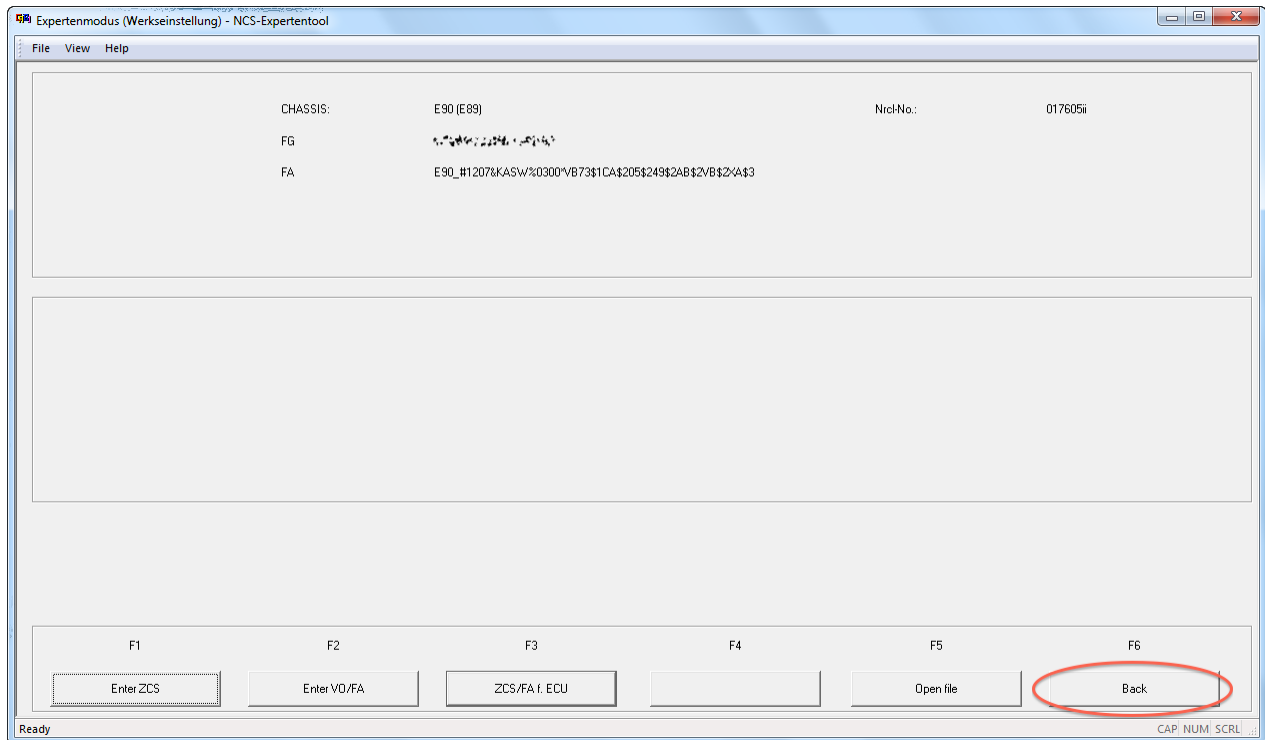 Expertenmodus (Werkseinstellung) - NCS-Expertentool
File View Help
CHASSIS: E90 (E89) Nrcl-No.: 017605ii
FG
FA E90_#1207&KASW%0300*VB73$1CA$205$249$2AB$2VB$2XA$3
F1 F2 F3 F4 F5 F6
Enter ZCS Enter VO/FA ZCS/FA f. ECU Open file Back
Ready CAP NUM SCRL